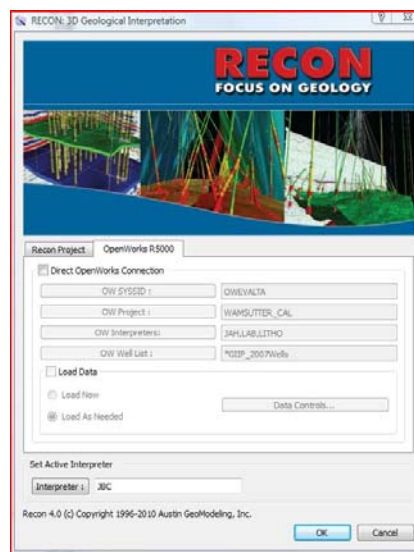 RECON: 3D Geological Interpretation
RECON
FOCUS ON GEOLOGY
Recon Project
OpenWorks R5000
Direct OpenWorks Connection
OW SYSSID :
OWEVALTA
OW Project :
WAMSUTTER_CAL
OW Interpreters:
JAH,LAB,LITHO
OW Well List :
*GIIP_2007Wells
Load Data
Load Now
Load As Needed
Data Controls...
Set Active Interpreter
Interpreter :
JBC
Recon 4.0 (c) Copyright 1996-2010 Austin GeoModeling, Inc.
OK
Cancel